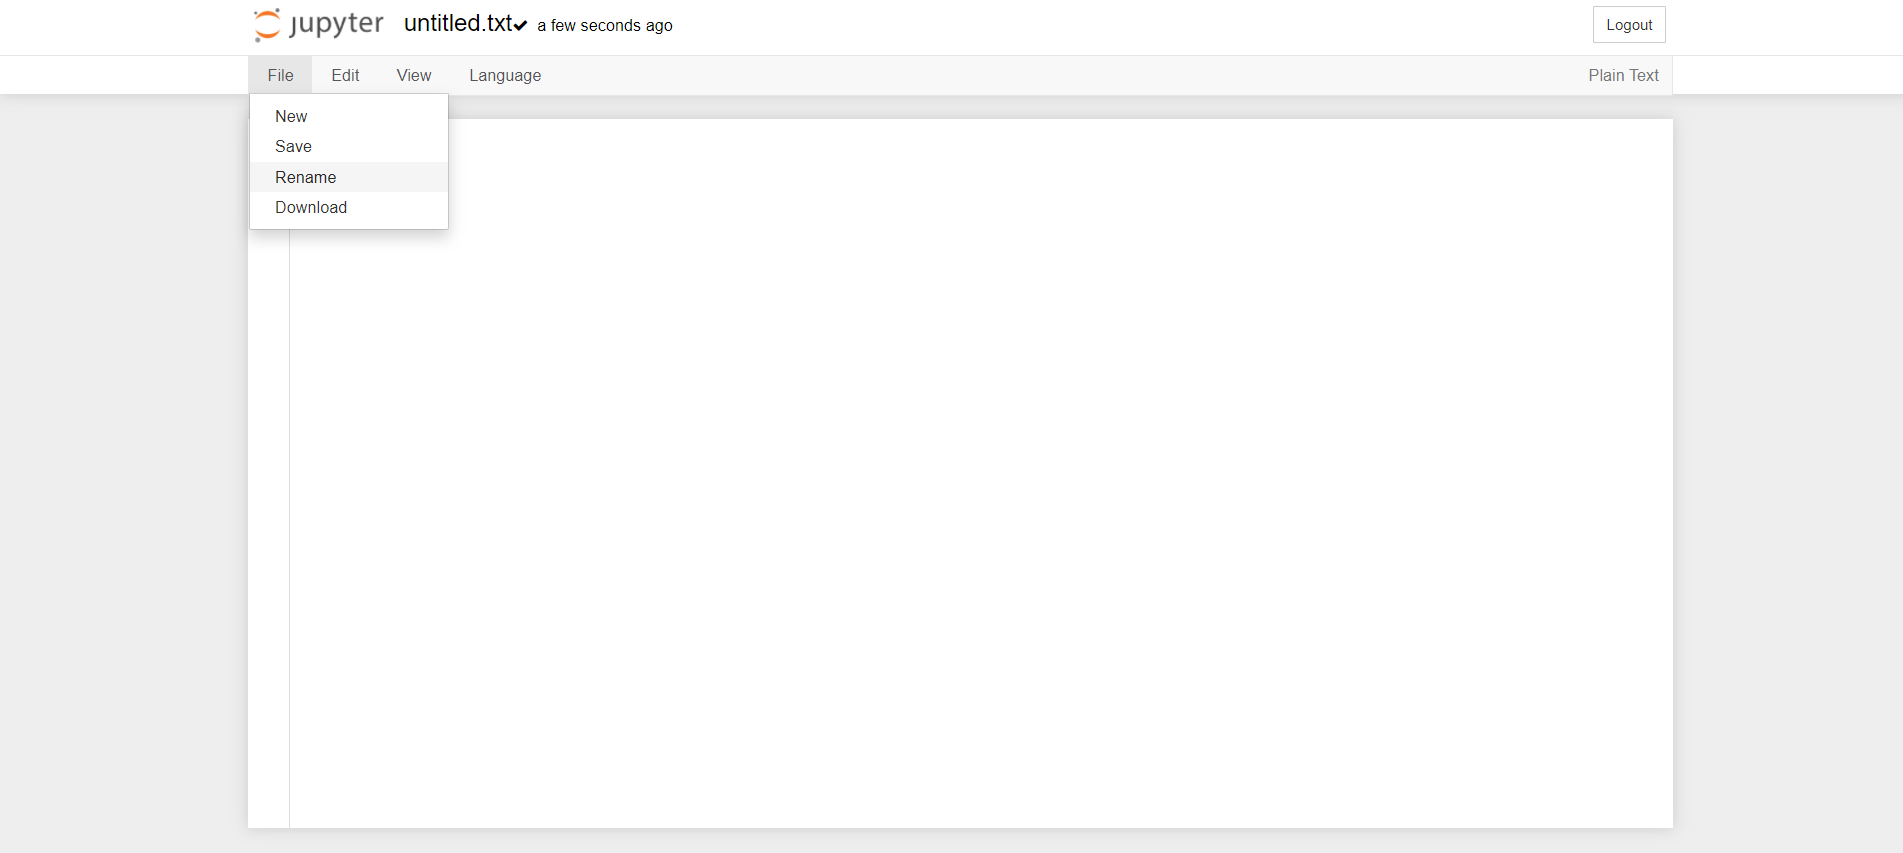 jupyter untitled.txt a few seconds ago Logout
File Edit View Language Plain Text
New
Save
Rename
Download